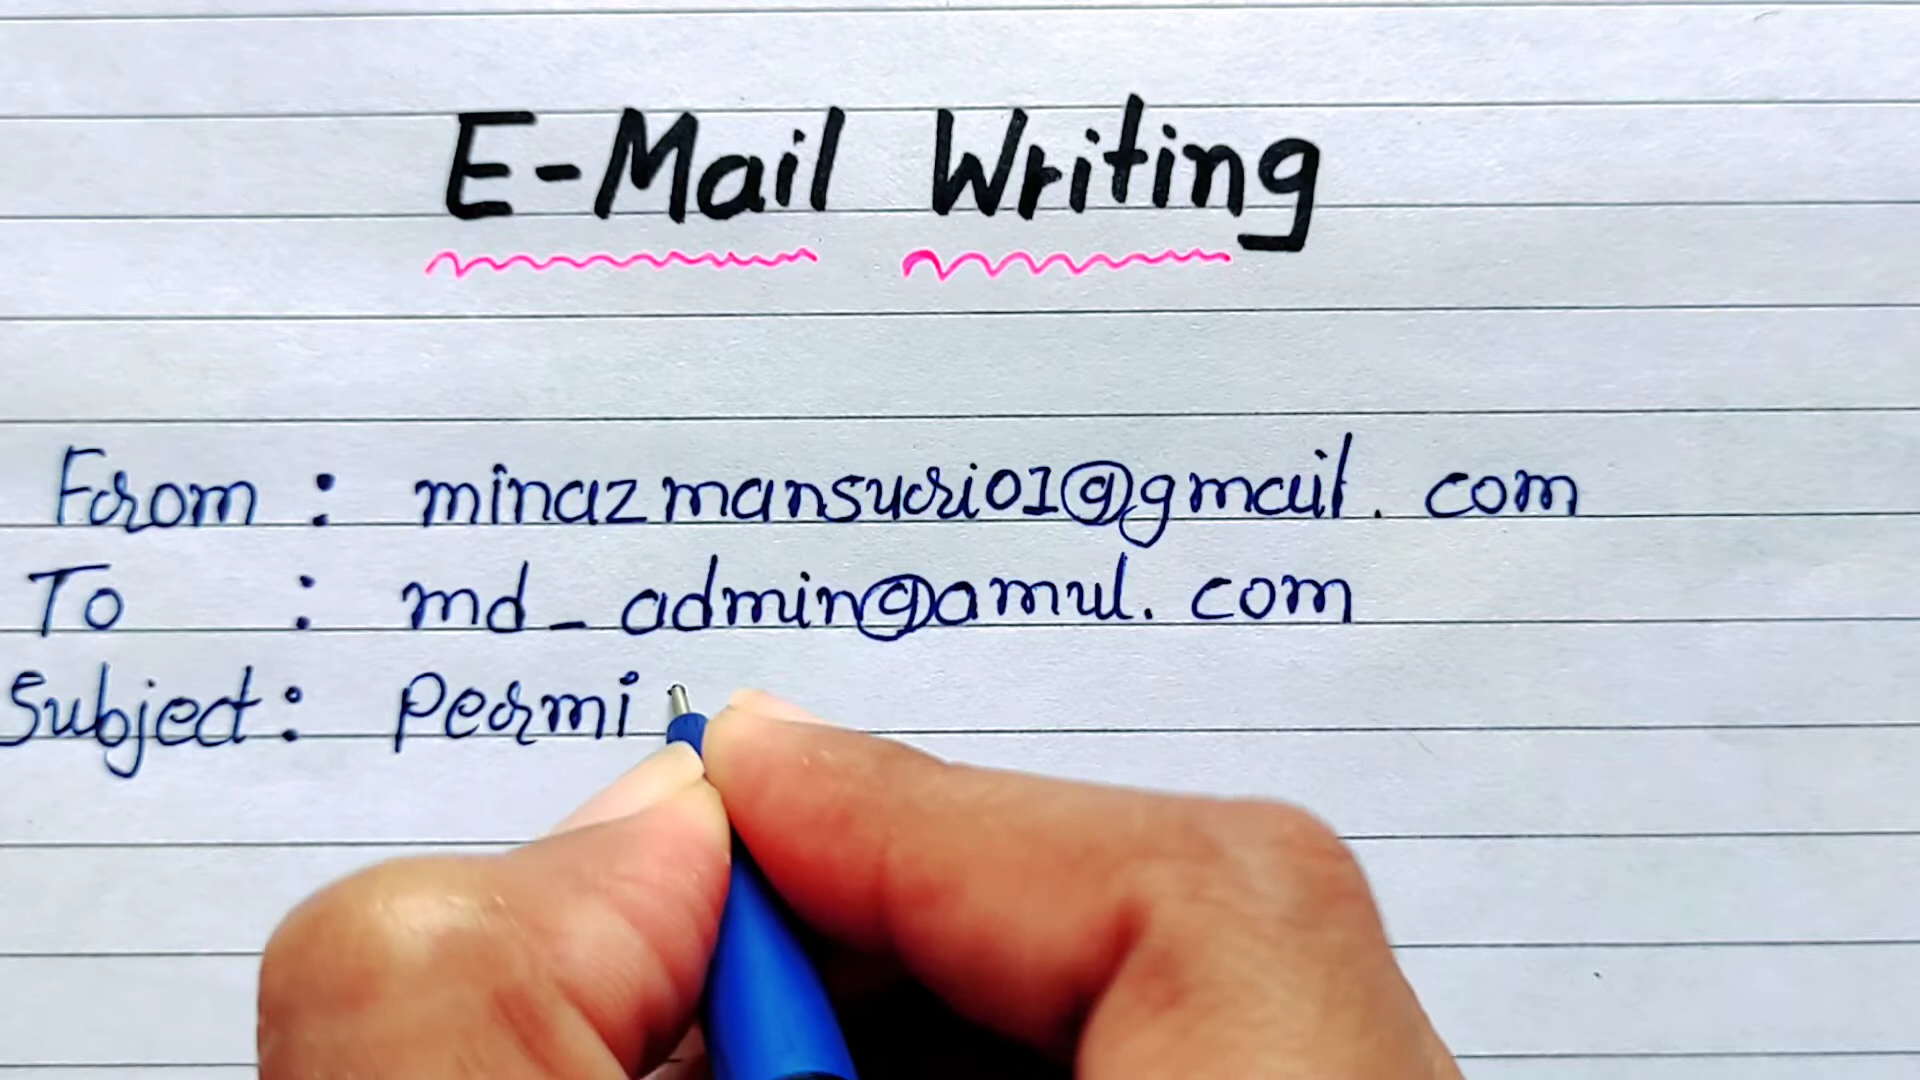 E-Mail Writing
From : minazmansuri01@gmail. com
To : md_admin@amul. com
Subject : Permi